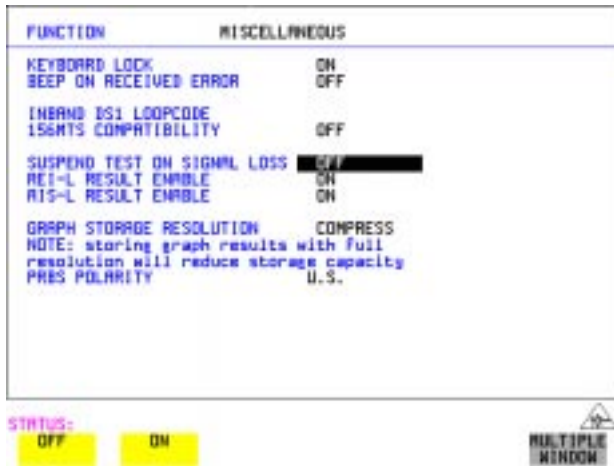 FUNCTION MISCELLANEOUS
KEYBOARD LOCK ON
BEEP ON RECEIVED ERROR OFF
INBAND DS1 LOOPCODE
156MTS COMPATIBILITY OFF
SUSPEND TEST ON SIGNAL LOSS OFF
REI-L RESULT ENABLE ON
AIS-L RESULT ENABLE ON
GRAPH STORAGE RESOLUTION COMPRESS
NOTE: storing graph results with full
resolution will reduce storage capacity
PRBS POLARITY U.S.
STATUS:
OFF ON MULTIPLE
WINDOW